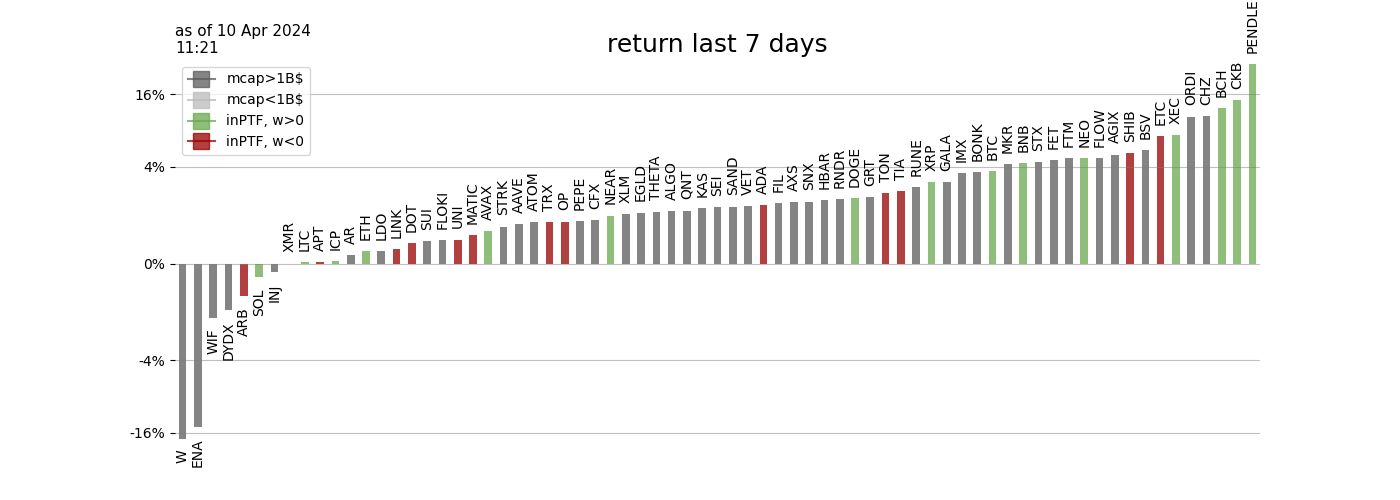 as of 10 Apr 2024
11:21
return last 7 days
mcap>1B$
mcap<1B$
inPTF, w>0
inPTF, w<0
16%
4%
0%
-4%
-16%
W
ENA
WIF
DYDX
ARB
SOL
INJ
XMR
LTC
APT
ICP
AR
ETH
LDO
LINK
DOT
SUI
FLOKI
UNI
MATIC
AVAX
STRK
AAVE
ATOM
TRX
OP
PEPE
CFX
NEAR
XLM
EGLD
THETA
ALGO
QNT
KAS
SEI
SAND
VET
ADA
FIL
AXS
SNX
HBAR
RNDR
DOGE
GRT
TON
TIA
RUNE
XRP
GALA
IMX
BONK
BTC
MKR
BNB
STX
FET
FTM
NEO
FLOW
AGIX
SHIB
BSV
ETC
XEC
ORDI
CHZ
BCH
CKB
PENDLE